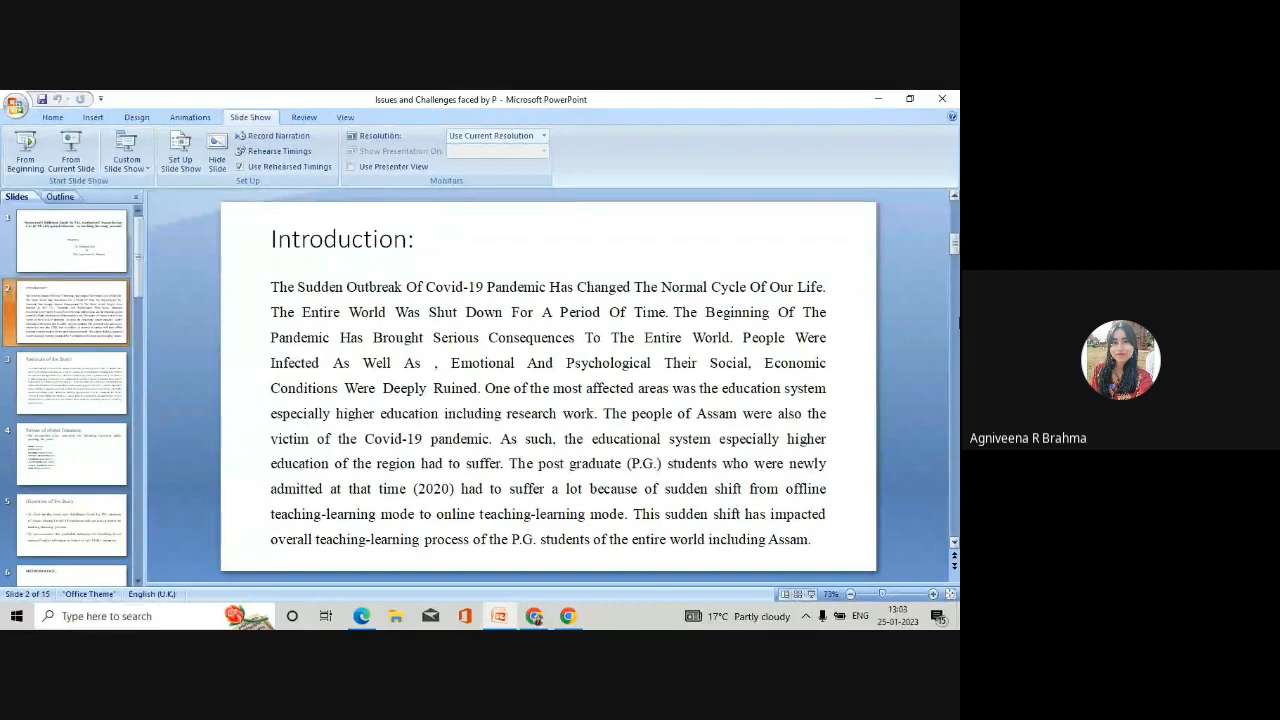 Issues and Challenges faced by P - Microsoft PowerPoint
Home Insert Design Animations Slide Show Review View
Record Narration
Rehearse Timings
Use Rehearsed Timings
From Beginning
From Current Slide
Custom Slide Show
Set Up Slide Show
Hide Slide
Resolution: Use Current Resolution
Show Presentation On:
Use Presenter View
Start Slide Show Set Up Monitors
Slides Outline
1
2
3
4
5
6
Introduction:
The Sudden Outbreak Of Covid-19 Pandemic Has Changed The Normal Cycle Of Our Life.
The Entire World Was Shut Down For A Period Of Time. The Beginning Of The
Pandemic Has Brought Serious Consequences To The Entire World. People Were
Infected As Well As Emotional And Psychological Their Socio-Economic
Conditions Were Deeply Ruined. One of the most affected areas was the education,
especially higher education including research work. The people of Assam were also the
victim of the Covid-19 pandemic. As such the educational system specially higher
education of the region had to suffer. The post graduate (P.G.) students who were newly
admitted at that time (2020) had to suffer a lot because of sudden shift from offline
teaching-learning mode to online teaching-learning mode. This sudden shift has affected
overall teaching-learning process of the P.G. students of the entire world including Assam.
Slide 2 of 15 "Office Theme" English (U.K.) 73%
Type here to search
17°C Partly cloudy
ENG
13:03
25-01-2023
15
Agniveena R Brahma